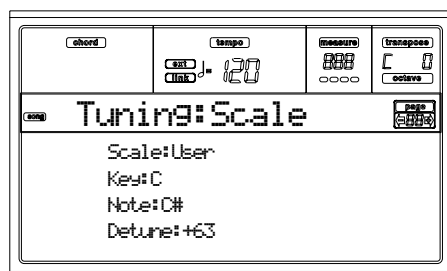 chord tempo measure transpose
ext
link ♩= 120 888 C 0
octave
song Tuning:Scale page
Scale:User
Key:C
Note:C#
Detune:+63